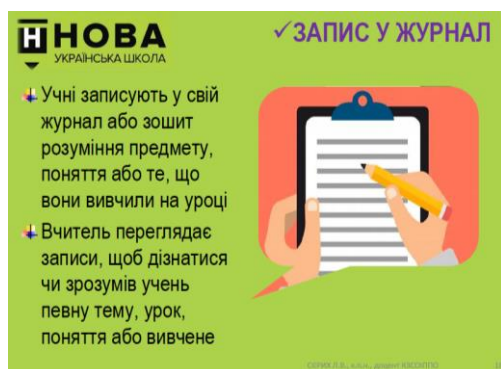 НОВА
УКРАЇНСЬКА ШКОЛА
✓ЗАПИС У ЖУРНАЛ
Учні записують у свій
журнал або зошит
розуміння предмету,
поняття або те, що
вони вивчили на уроці
Вчитель переглядає
записи, щоб дізнатися
чи зрозумів учень
певну тему, урок,
поняття або вивчене
доцент